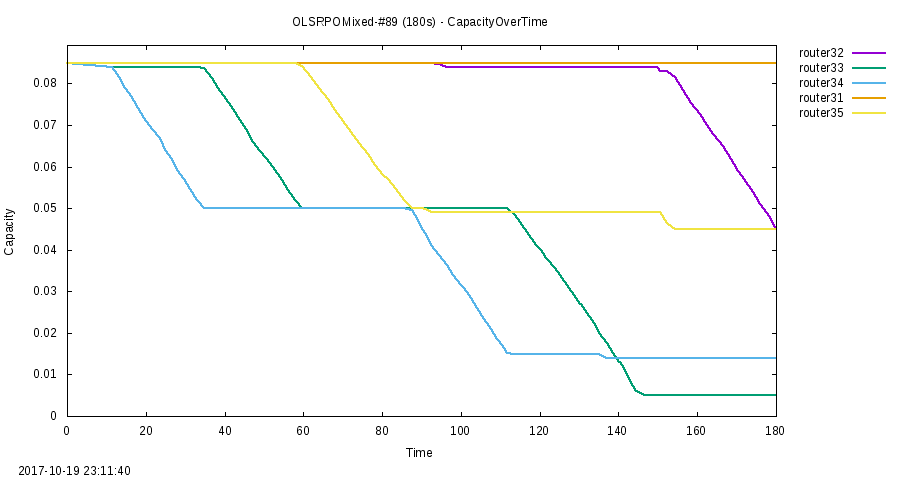 OLSRPOMixed-#89 (180s) - CapacityOverTime
router32
router33
router34
router31
router35
0.08
0.07
0.06
0.05
0.04
0.03
0.02
0.01
0
Capacity
0 20 40 60 80 100 120 140 160 180
Time
2017-10-19 23:11:40